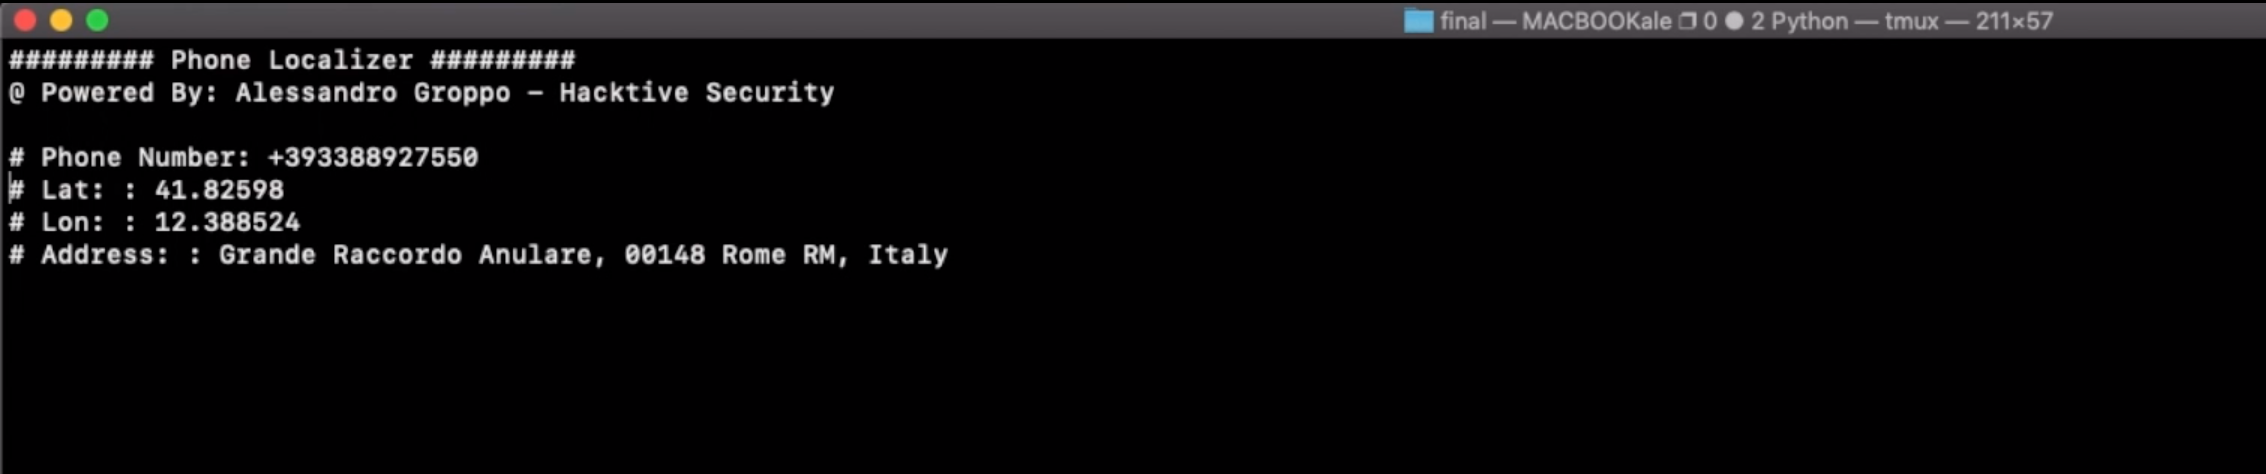 final — MACBOOKale ❐ 0 ● 2 Python — tmux — 211×57
######### Phone Localizer #########
@ Powered By: Alessandro Groppo – Hacktive Security
# Phone Number: +393388927550
# Lat: : 41.82598
# Lon: : 12.388524
# Address: : Grande Raccordo Anulare, 00148 Rome RM, Italy